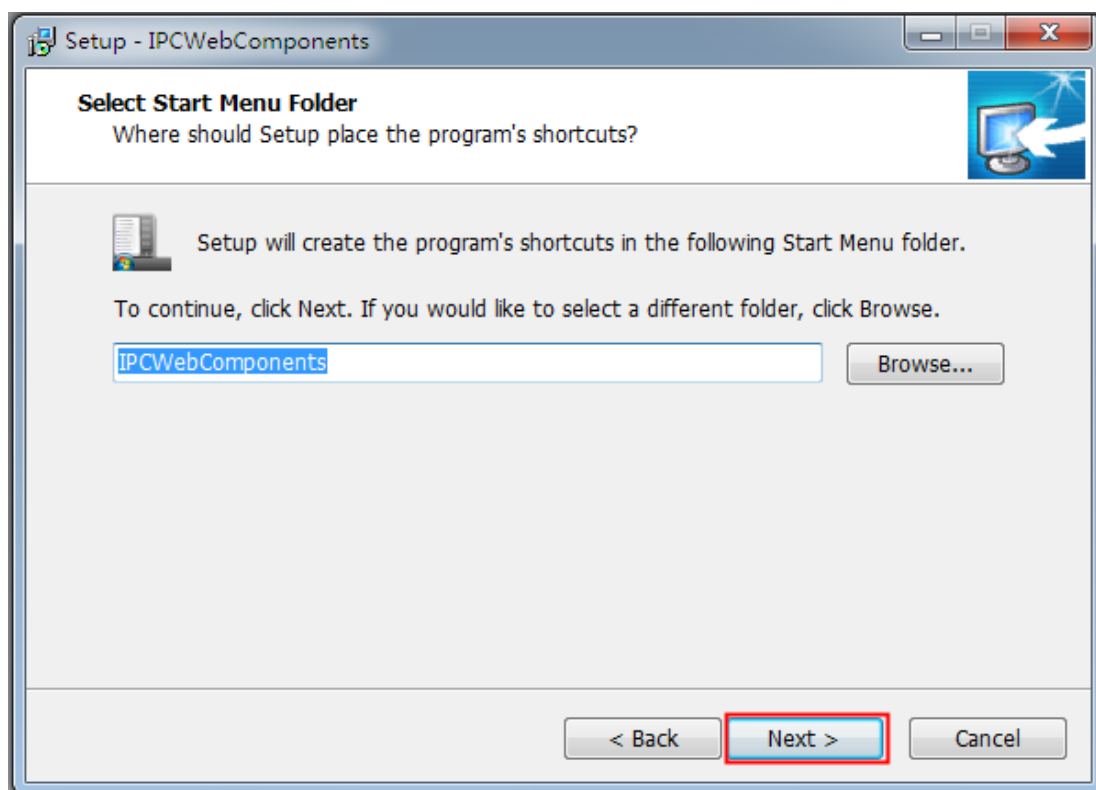 Setup - IPCWebComponents
Select Start Menu Folder
Where should Setup place the program's shortcuts?
Setup will create the program's shortcuts in the following Start Menu folder.
To continue, click Next. If you would like to select a different folder, click Browse.
IPCWebComponents
Browse...
< Back
Next >
Cancel